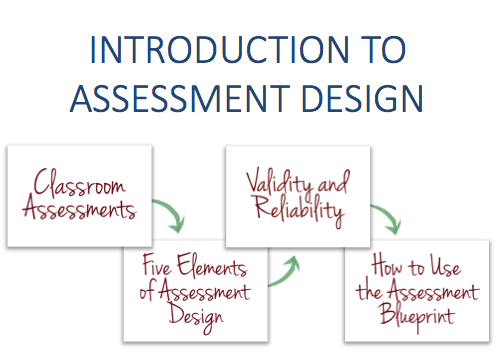 INTRODUCTION TO
ASSESSMENT DESIGN
Classroom
Assessments
Five Elements
of Assessment
Design
Validity and
Reliability
How to Use
the Assessment
Blueprint